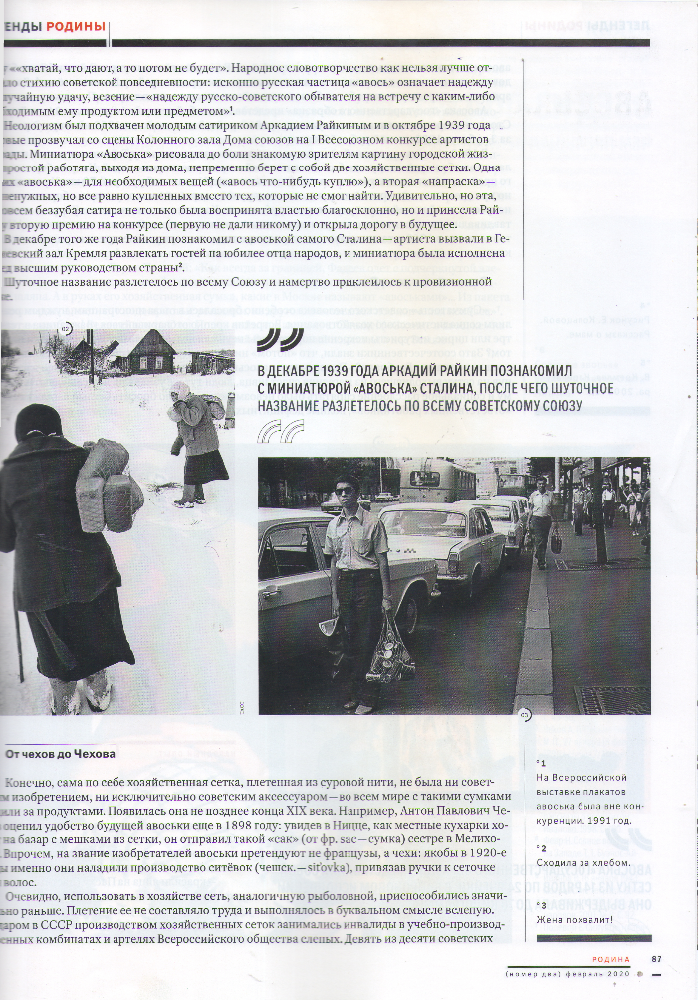 ЕНДЫ РОДИНЫ
«хватай, что дают, а то потом не будет». Народное словотворчество как нельзя лучше от-
стихию советской повседневности: исконно русская частица «авось» означает надежду
случайную удачу, везение — «надежду русско-советского обывателя на встречу с каким-либо
ходимым ему продуктом или предметом»¹.
Неологизм был подхвачен молодым сатириком Аркадием Райкиным и в октябре 1939 года
вые прозвучал со сцены Колонного зала Дома союзов на I Всесоюзном конкурсе артистов
ады. Миниатюра «Авоська» рисовала до боли знакомую зрителям картину городской жиз-
простой работяга, выходя из дома, непременно берет с собой две хозяйственные сетки. Одна
их «авоська» — для необходимых вещей («авось что-нибудь куплю»), а вторая «напраска» —
ненужных, но все равно купленных вместо тех, которые не смог найти. Удивительно, но эта,
совсем беззубая сатира не только была воспринята властью благосклонно, но и принесла Рай-
у вторую премию на конкурсе (первую не дали никому) и открыла дорогу в будущее.
В декабре того же года Райкин познакомил с авоськой самого Сталина — артиста вызвали в Ге-
евский зал Кремля развлекать гостей на юбилее отца народов, и миниатюра была исполнена
ед высшим руководством страны².
Шуточное название разлетелось по всему Союзу и намертво приклеилось к провизионной
е.
02
В ДЕКАБРЕ 1939 ГОДА АРКАДИЙ РАЙКИН ПОЗНАКОМИЛ
С МИНИАТЮРОЙ «АВОСЬКА» СТАЛИНА, ПОСЛЕ ЧЕГО ШУТОЧНОЕ
НАЗВАНИЕ РАЗЛЕТЕЛОСЬ ПО ВСЕМУ СОВЕТСКОМУ СОЮЗУ
03
От чехов до Чехова
Конечно, сама по себе хозяйственная сетка, плетенная из суровой нити, не была ни совет-
м изобретением, ни исключительно советским аксессуаром — во всем мире с такими сумками
или за продуктами. Появилась она не позднее конца XIX века. Например, Антон Павлович Че-
оценил удобство будущей авоськи еще в 1898 году: увидев в Ницце, как местные кухарки хо-
на базар с мешками из сетки, он отправил такой «сак» (от фр. sac — сумка) сестре в Мелихо-
Впрочем, на звание изобретателей авоськи претендуют не французы, а чехи: якобы в 1920-е
ы именно они наладили производство ситёвок (чешск. — síťovka), привязав ручки к сеточке
волос.
Очевидно, использовать в хозяйстве сеть, аналогичную рыболовной, приспособились значи-
но раньше. Плетение ее не составляло труда и выполнялось в буквальном смысле вслепую.
аром в СССР производством хозяйственных сеток занимались инвалиды в учебно-производ-
енных комбинатах и артелях Всероссийского общества слепых. Девять из десяти советских
°1
На Всероссийской
выставке плакатов
авоська была вне кон-
куренции. 1991 год.
°2
Сходила за хлебом.
°3
Жена похвалит!
РОДИНА 87
(номер два) февраль 2020